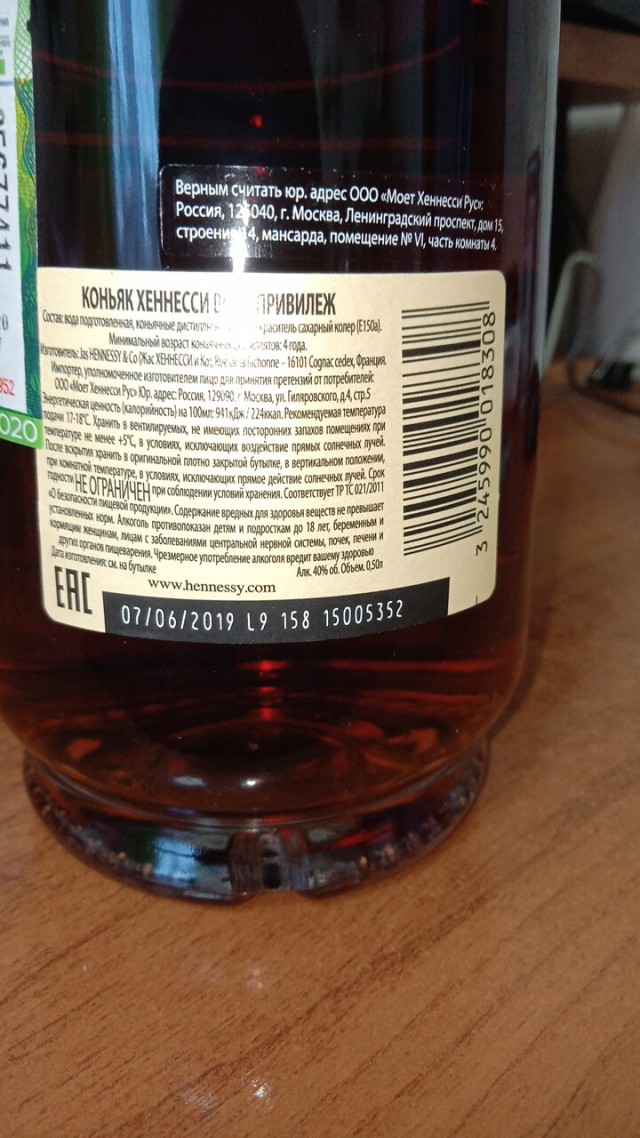 Верным считать юр. адрес ООО «Моет Хеннесси Рус»:
Россия, 125040, г. Москва, Ленинградский проспект, дом 15,
строение 14, мансарда, помещение № VI, часть комнаты 4.
КОНЬЯК ХЕННЕССИ ПРИВИЛЕЖ
Состав: вода подготовленная, коньячные краситель сахарный колер (E150a).
Минимальный возраст 4 года.
Изготовитель: Jas HENNESSY & Co (Жас ХЕННЕССИ и Ко), Rue de la Richonne – 16101 Cognac cedex, Франция.
Импортер, уполномоченное изготовителем лицо для принятия претензий от потребителей:
ООО «Моет Хеннесси Рус» Юр. адрес: Россия, 129090, г. Москва, ул. Гиляровского, д.4, стр.5
Энергетическая ценность (калорийность) на 100мл: 941кДж / 224ккал. Рекомендуемая температура
подачи 17-18°C. Хранить в вентилируемых, не имеющих посторонних запахов помещениях при
температуре не менее +5°C, в условиях, исключающих воздействие прямых солнечных лучей.
После вскрытия хранить в оригинальной плотно закрытой бутылке, в вертикальном положении,
при комнатной температуре, в условиях, исключающих прямое действие солнечных лучей. Срок
годности НЕ ОГРАНИЧЕН при соблюдении условий хранения. Соответствует ТР ТС 021/2011
«О безопасности пищевой продукции». Содержание вредных для здоровья веществ не превышает
установленных норм. Алкоголь противопоказан детям и подросткам до 18 лет, беременным и
кормящим женщинам, лицам с заболеваниями центральной нервной системы, почек, печени и
других органов пищеварения. Чрезмерное употребление алкоголя вредит вашему здоровью
Дата изготовления: см. на бутылке Алк. 40% об. Объем. 0,50л
EAC www.hennessy.com
07/06/2019 L9 158 15005352
3 245990 018308
020